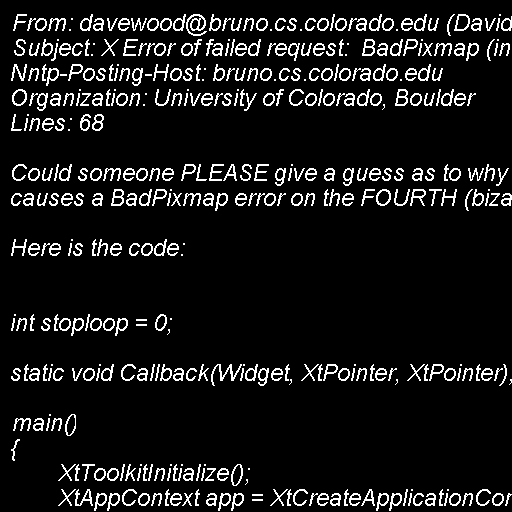 From: davewood@bruno.cs.colorado.edu (David
Subject: X Error of failed request:  BadPixmap (in
Nntp-Posting-Host: bruno.cs.colorado.edu
Organization: University of Colorado, Boulder
Lines: 68

Could someone PLEASE give a guess as to why
causes a BadPixmap error on the FOURTH (biza

Here is the code:

int stoploop = 0;

static void Callback(Widget, XtPointer, XtPointer),

main()
{
        XtToolkitInitialize();
        XtAppContext app = XtCreateApplicationCon